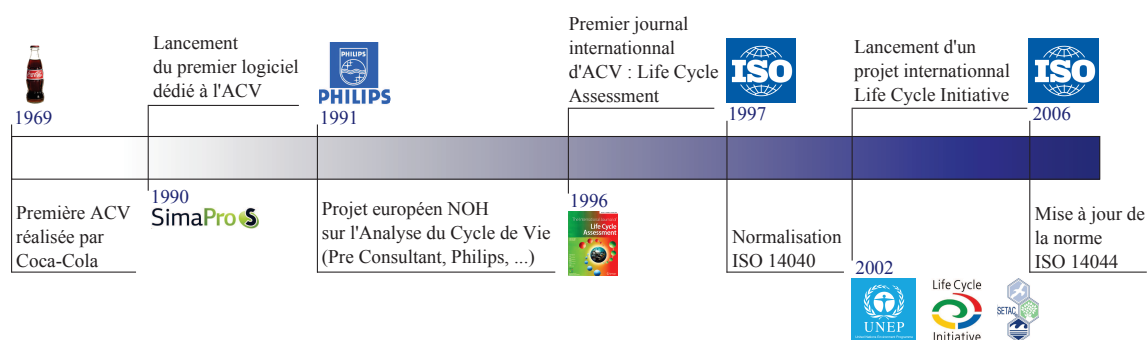 1969
Première ACV
réalisée par
Coca-Cola
Lancement
du premier logiciel
dédié à l'ACV
1990
SimaPro S
PHILIPS
PHILIPS
1991
Projet européen NOH
sur l'Analyse du Cycle de Vie
(Pre Consultant, Philips, ...)
Premier journal
internationnal
d'ACV : Life Cycle
Assessment
1996
Life Cycle
Assessment
ISO
1997
Normalisation
ISO 14040
Lancement d'un
projet internationnal
Life Cycle Initiative
2002
UNEP
Life Cycle
Initiative
SETAC
ISO
2006
Mise à jour de
la norme
ISO 14044